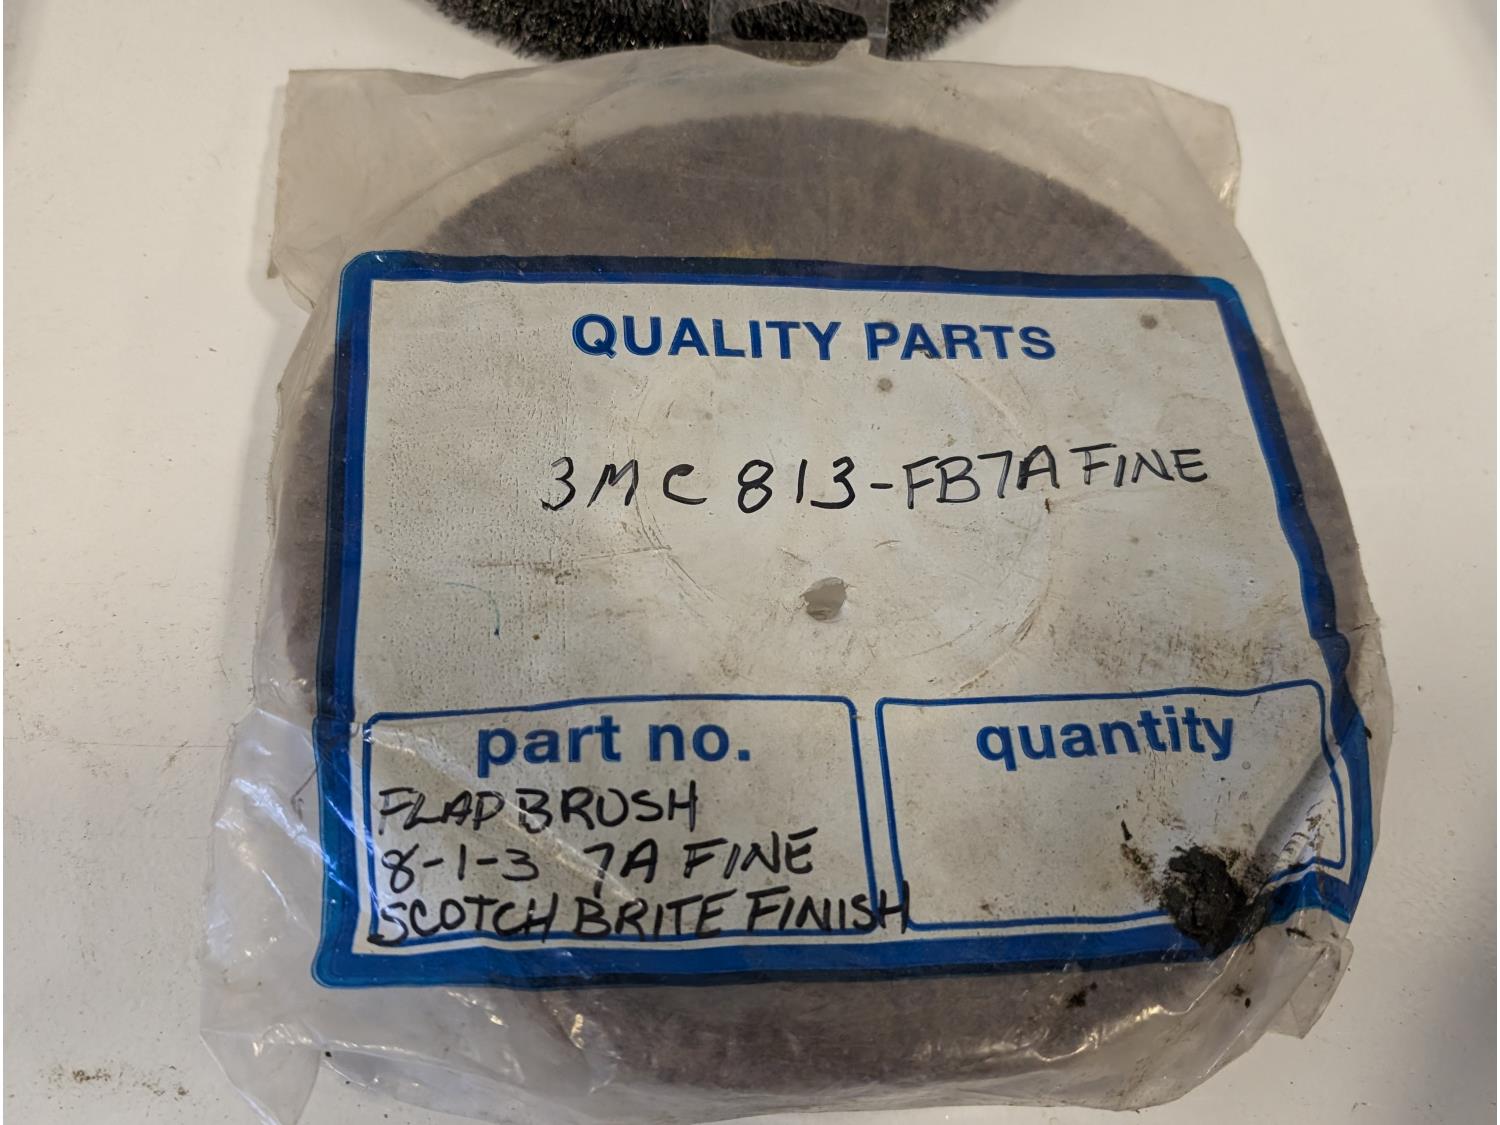 QUALITY PARTS
3MC 813-FB7A FINE
part no.
quantity
FLAP BRUSH
8-1-3 7A FINE
SCOTCH BRITE FINISH